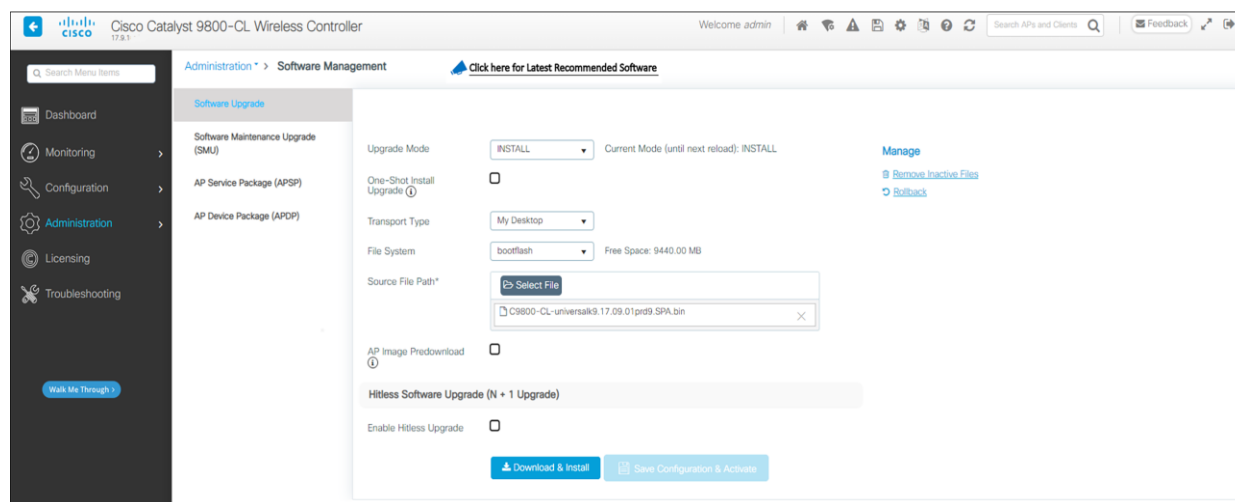 cisco
Cisco Catalyst 9800-CL Wireless Controller
17.9.1
Welcome admin
Search APs and Clients
Feedback
Search Menu Items
Dashboard
Monitoring
Configuration
Administration
Licensing
Troubleshooting
Walk Me Through >
Administration > Software Management
Click here for Latest Recommended Software
Software Upgrade
Software Maintenance Upgrade
(SMU)
AP Service Package (APSP)
AP Device Package (APDP)
Upgrade Mode INSTALL Current Mode (until next reload): INSTALL
One-Shot Install
Upgrade
Transport Type My Desktop
File System bootflash Free Space: 9440.00 MB
Source File Path* Select File
C9800-CL-universalk9.17.09.01prd9.SPA.bin
AP Image Predownload
Hitless Software Upgrade (N + 1 Upgrade)
Enable Hitless Upgrade
Download & Install Save Configuration & Activate
Manage
Remove Inactive Files
Rollback